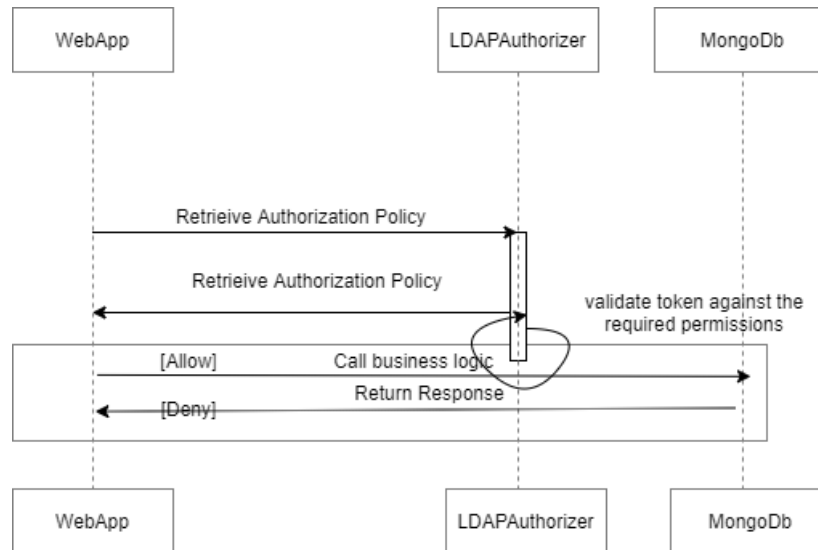 WebApp
LDAPAuthorizer
MongoDb
Retrieive Authorization Policy
Retrieive Authorization Policy
validate token against the
required permissions
[Allow]
Call business logic
Return Response
[Deny]
WebApp
LDAPAuthorizer
MongoDb